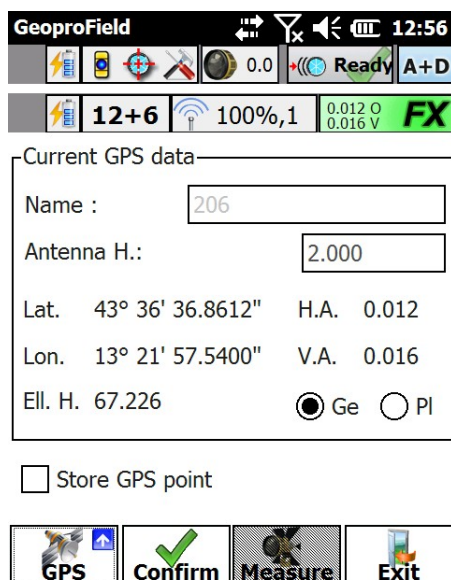 GeoproField 12:56
0.0 Ready A+D
12+6 100%,1 0.012 O 0.016 V FX
Current GPS data
Name : 206
Antenna H.: 2.000
Lat. 43° 36' 36.8612" H.A. 0.012
Lon. 13° 21' 57.5400" V.A. 0.016
Ell. H. 67.226 Ge Pl
Store GPS point
GPS Confirm Measure Exit